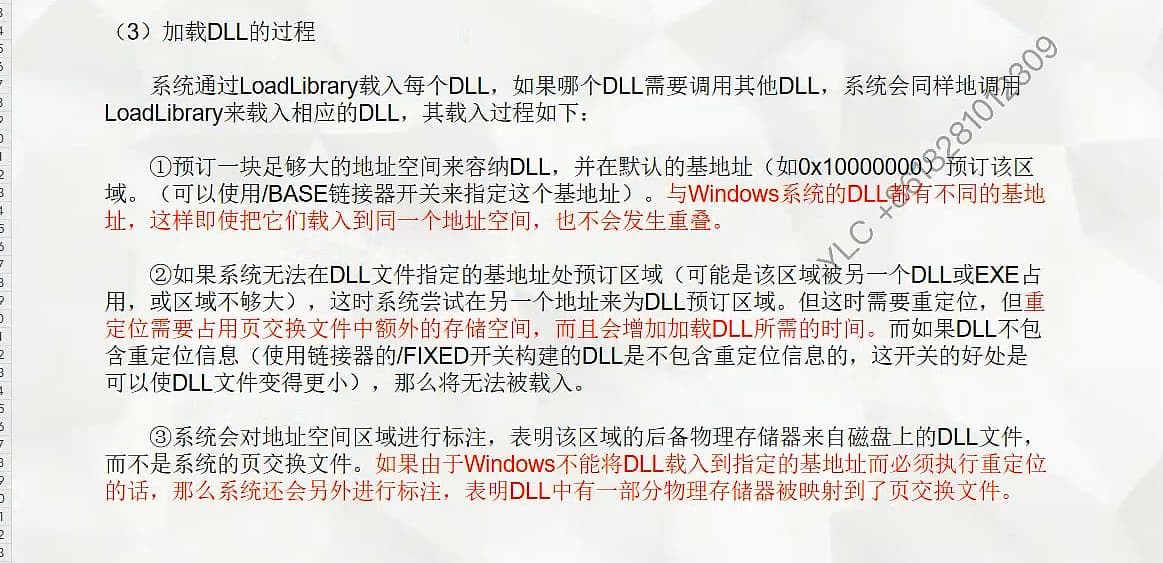 （3）加载DLL的过程
系统通过LoadLibrary载入每个DLL，如果哪个DLL需要调用其他DLL，系统会同样地调用
LoadLibrary来载入相应的DLL，其载入过程如下：
①预订一块足够大的地址空间来容纳DLL，并在默认的基地址（如0x10000000）预订该区
域。（可以使用/BASE链接器开关来指定这个基地址）。与Windows系统的DLL都有不同的基地
址，这样即使把它们载入到同一个地址空间，也不会发生重叠。
②如果系统无法在DLL文件指定的基地址处预订区域（可能是该区域被另一个DLL或EXE占
用，或区域不够大），这时系统尝试在另一个地址来为DLL预订区域。但这时需要重定位，但重
定位需要占用页交换文件中额外的存储空间，而且会增加加载DLL所需的时间。而如果DLL不包
含重定位信息（使用链接器的/FIXED开关构建的DLL是不包含重定位信息的，这开关的好处是
可以使DLL文件变得更小），那么将无法被载入。
③系统会对地址空间区域进行标注，表明该区域的后备物理存储器来自磁盘上的DLL文件，
而不是系统的页交换文件。如果由于Windows不能将DLL载入到指定的基地址而必须执行重定位
的话，那么系统还会另外进行标注，表明DLL中有一部分物理存储器被映射到了页交换文件。